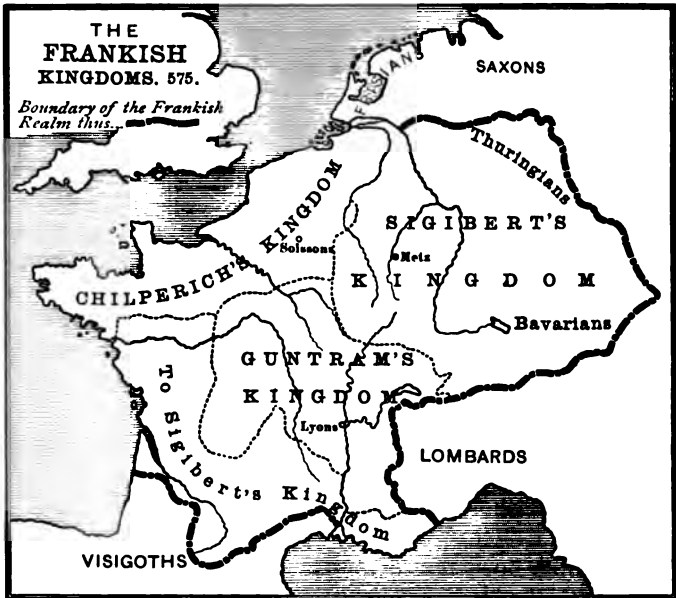 THE
FRANKISH
KINGDOMS. 575.
Boundary of the Frankish
Realm thus...
SAXONS
FRISIANS
Thuringians
CHILPERICH'S KINGDOM
Soissons
SIGIBERT'S
KINGDOM
Metz
Bavarians
GUNTRAM'S
KINGDOM
Lyons
To Sigibert's Kingdom
LOMBARDS
VISIGOTHS